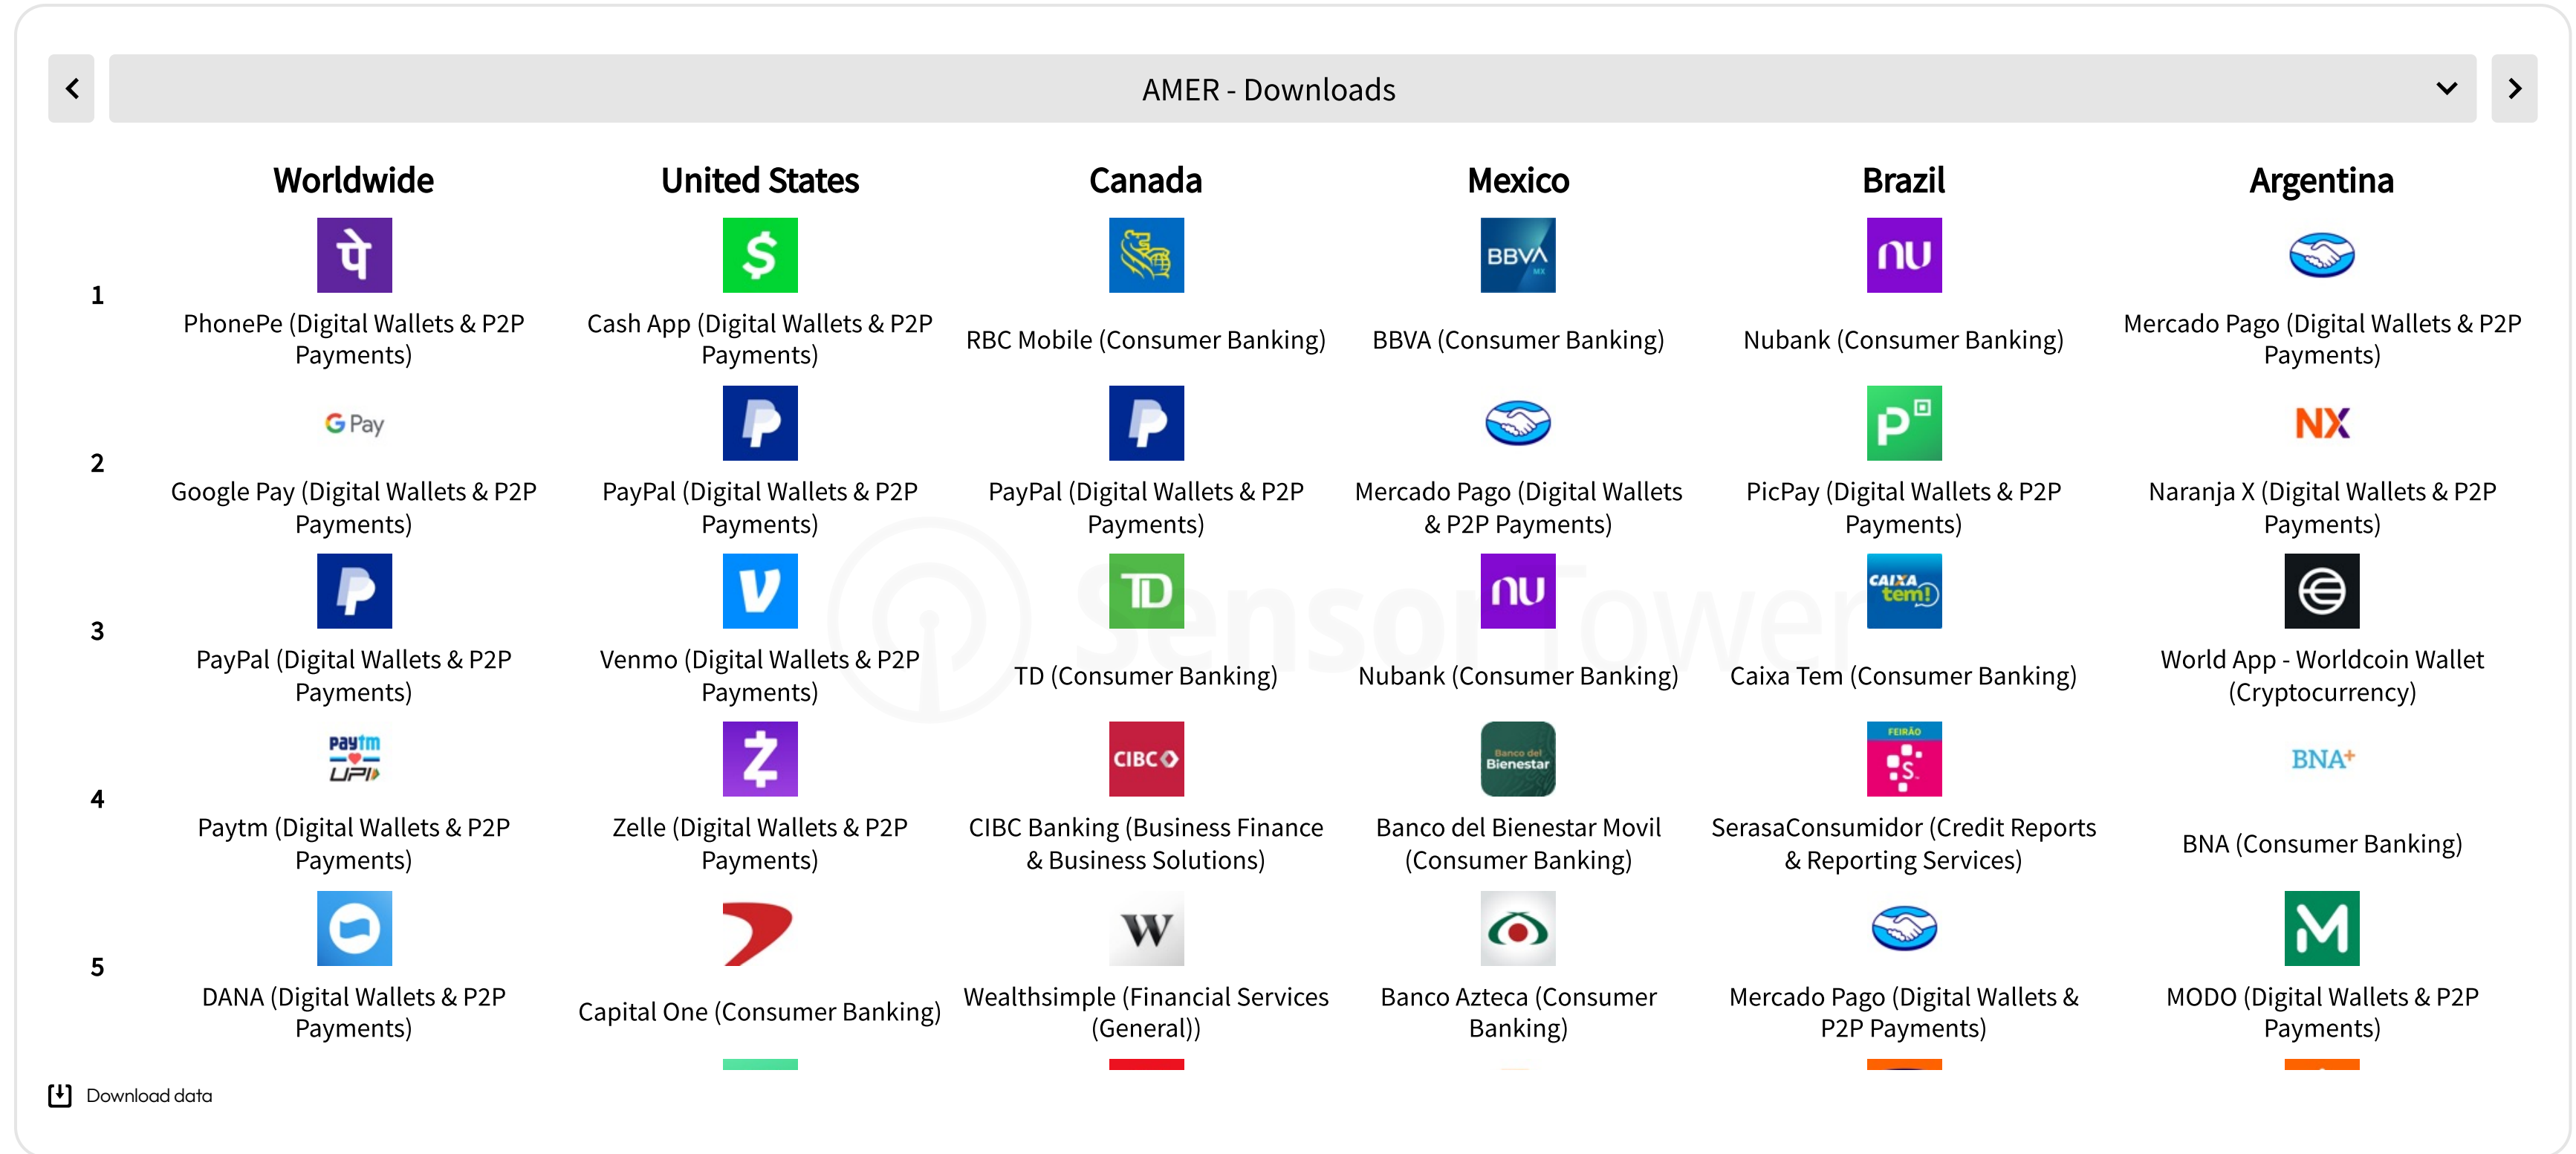 AMER - Downloads
Worldwide United States Canada Mexico Brazil Argentina
1
पे
$
BBVA
MX
nu
PhonePe (Digital Wallets & P2P
Payments)
Cash App (Digital Wallets & P2P
Payments)
RBC Mobile (Consumer Banking)
BBVA (Consumer Banking)
Nubank (Consumer Banking)
Mercado Pago (Digital Wallets & P2P
Payments)
2
G Pay
P
P
P
NX
Google Pay (Digital Wallets & P2P
Payments)
PayPal (Digital Wallets & P2P
Payments)
PayPal (Digital Wallets & P2P
Payments)
Mercado Pago (Digital Wallets
& P2P Payments)
PicPay (Digital Wallets & P2P
Payments)
Naranja X (Digital Wallets & P2P
Payments)
SensorTower
3
P
V
TD
nu
CAIXA
tem!
PayPal (Digital Wallets & P2P
Payments)
Venmo (Digital Wallets & P2P
Payments)
TD (Consumer Banking)
Nubank (Consumer Banking)
Caixa Tem (Consumer Banking)
World App - Worldcoin Wallet
(Cryptocurrency)
4
paytm
UPI
Z
CIBC
Banco del
Bienestar
FEIRÃO
S
BNA+
Paytm (Digital Wallets & P2P
Payments)
Zelle (Digital Wallets & P2P
Payments)
CIBC Banking (Business Finance
& Business Solutions)
Banco del Bienestar Movil
(Consumer Banking)
SerasaConsumidor (Credit Reports
& Reporting Services)
BNA (Consumer Banking)
5
W
M
DANA (Digital Wallets & P2P
Payments)
Capital One (Consumer Banking)
Wealthsimple (Financial Services
(General))
Banco Azteca (Consumer
Banking)
Mercado Pago (Digital Wallets &
P2P Payments)
MODO (Digital Wallets & P2P
Payments)
Download data